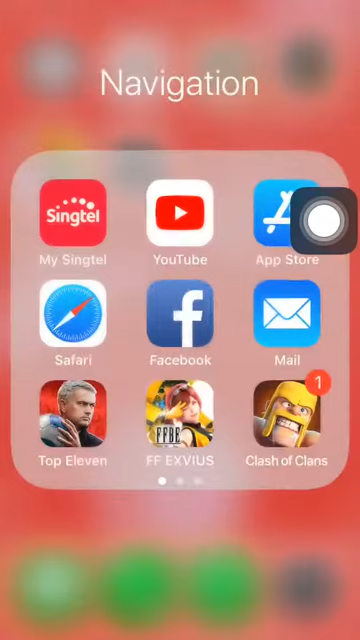 Navigation
Singtel
My Singtel
YouTube
App Store
Safari
Facebook
Mail
1
FFBE
Top Eleven
FF EXVIUS
Clash of Clans